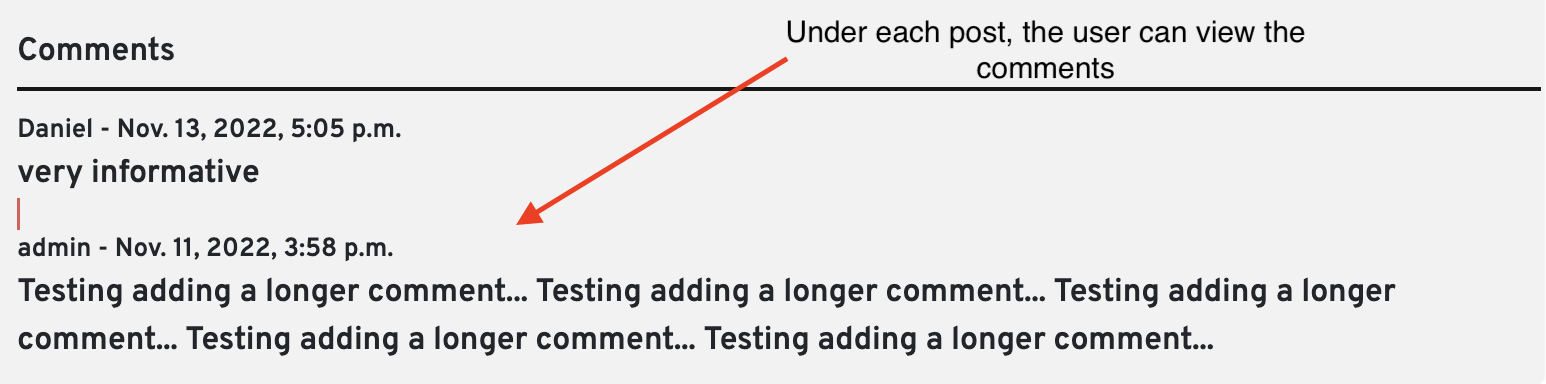 Under each post, the user can view the
comments
Comments
Daniel - Nov. 13, 2022, 5:05 p.m.
very informative
admin - Nov. 11, 2022, 3:58 p.m.
Testing adding a longer comment... Testing adding a longer comment... Testing adding a longer
comment... Testing adding a longer comment... Testing adding a longer comment...